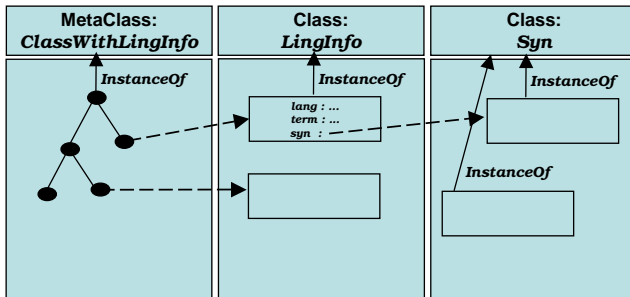 MetaClass:
ClassWithLingInfo
Class:
LingInfo
Class:
Syn
InstanceOf
InstanceOf
InstanceOf
lang : ...
term : ...
syn :
InstanceOf